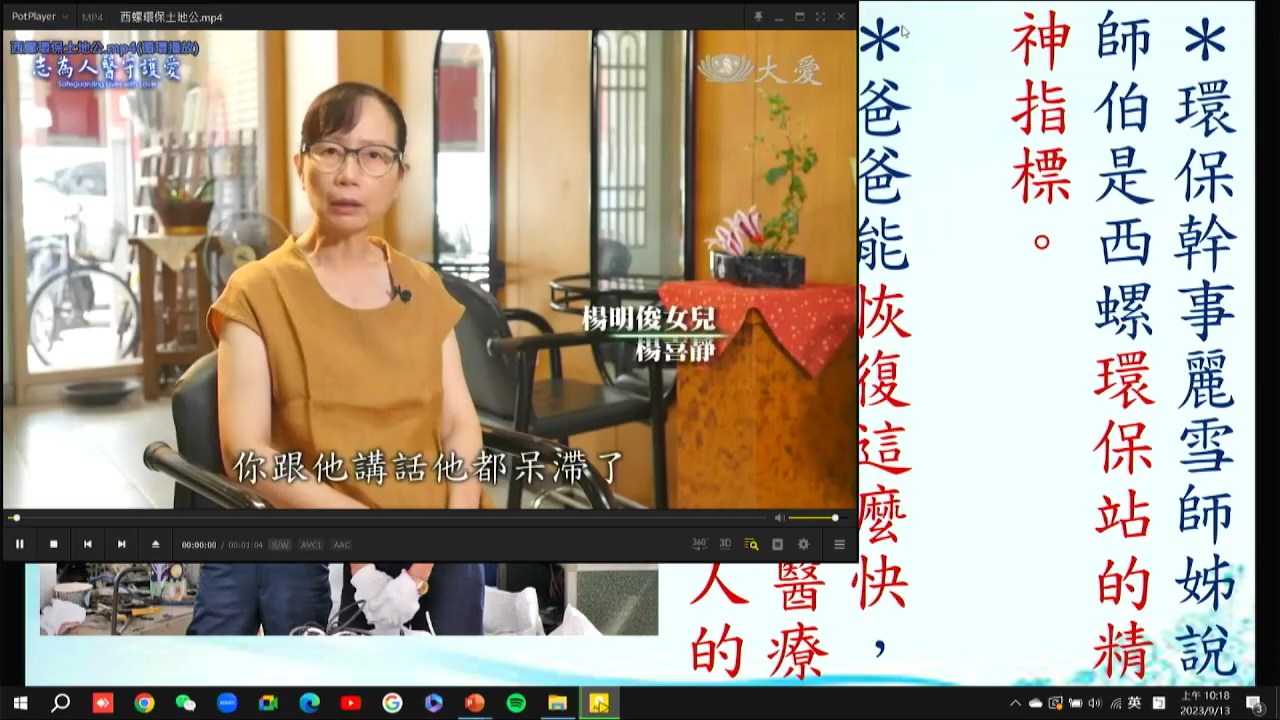 PotPlayer
MP4
西螺環保土地公.mp4
西螺環保土地公.mp4(循環播放)
志為人醫守護愛
Safeguarding Lives with Love
大愛
楊明俊女兒
楊喜靜
你跟他講話他都呆滯了
00:00:00 / 00:01:04
S/W
AVC1
AAC
360°
3D
＊環保幹事麗雪師姊說
師伯是西螺環保站的精
神指標。
＊爸爸能恢復這麼快，
醫療
人的
zoom
英
上午 10:18
2023/9/13
3